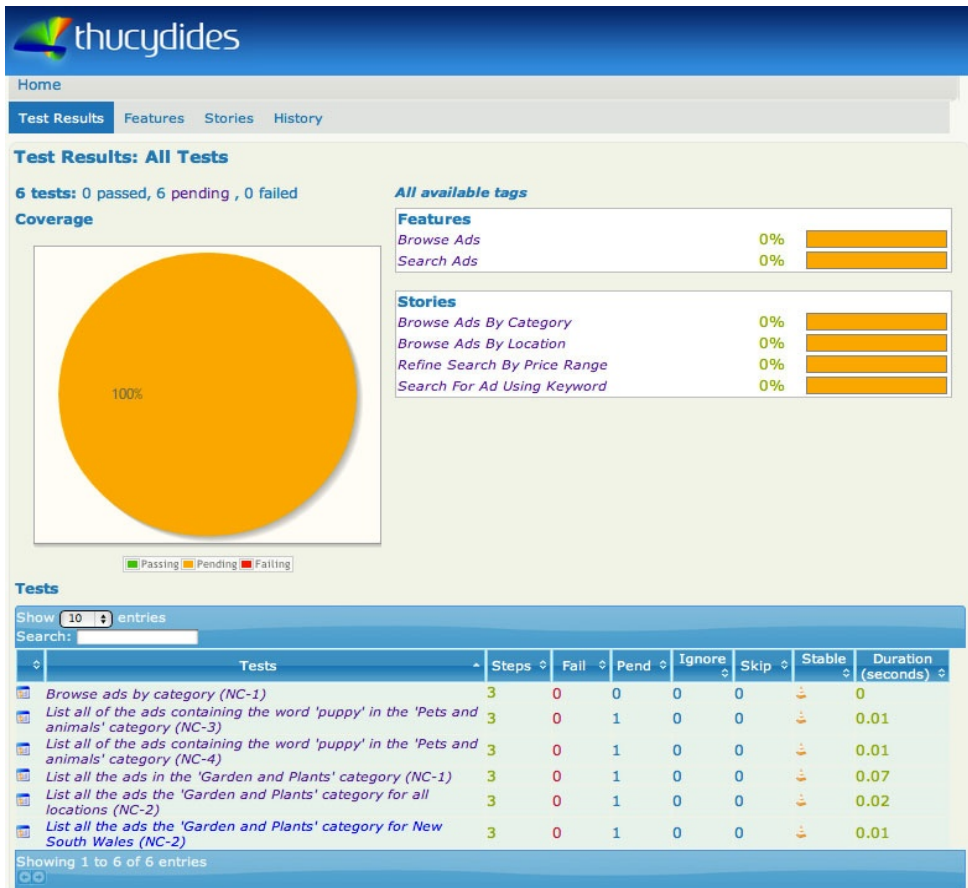 thucydides
Home
Test Results Features Stories History
Test Results: All Tests
6 tests: 0 passed, 6 pending , 0 failed
All available tags
Coverage
100%
Passing Pending Failing
Features
Browse Ads 0%
Search Ads 0%
Stories
Browse Ads By Category 0%
Browse Ads By Location 0%
Refine Search By Price Range 0%
Search For Ad Using Keyword 0%
Tests
Show 10 entries
Search:
Tests Steps Fail Pend Ignore Skip Stable Duration (seconds)
Browse ads by category (NC-1) 3 0 0 0 0 0
List all of the ads containing the word 'puppy' in the 'Pets and
animals' category (NC-3) 3 0 1 0 0 0.01
List all of the ads containing the word 'puppy' in the 'Pets and
animals' category (NC-4) 3 0 1 0 0 0.01
List all the ads in the 'Garden and Plants' category (NC-1) 3 0 1 0 0 0.07
List all the ads the 'Garden and Plants' category for all
locations (NC-2) 3 0 1 0 0 0.02
List all the ads the 'Garden and Plants' category for New
South Wales (NC-2) 3 0 1 0 0 0.01
Showing 1 to 6 of 6 entries